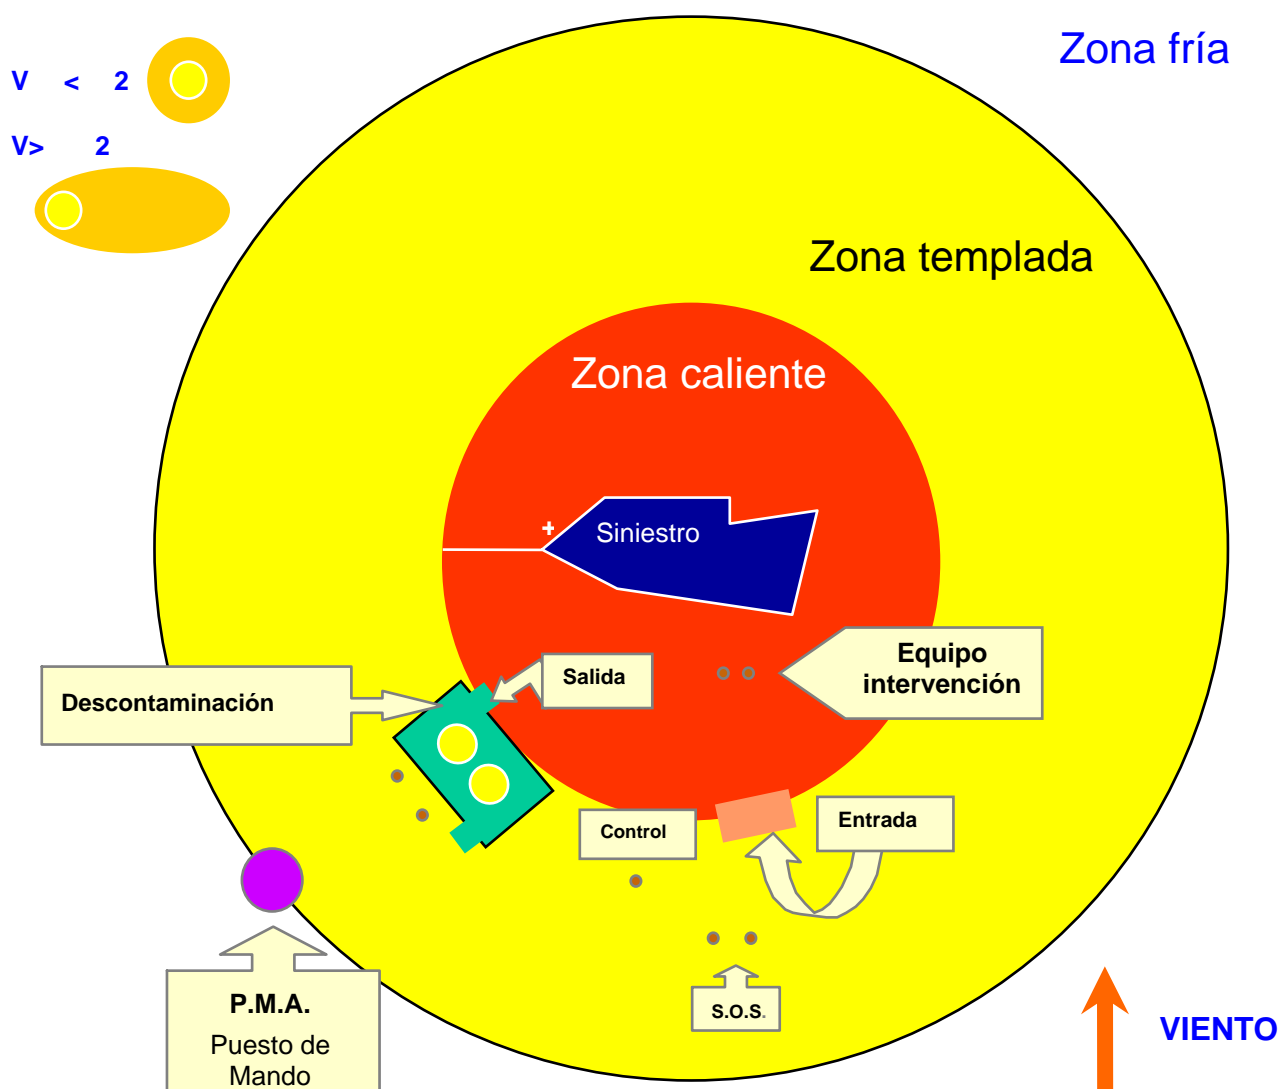 Zona fría
V < 2
V> 2
Zona templada
Zona caliente
+
Siniestro
Equipo
intervención
Salida
Descontaminación
Control
Entrada
P.M.A.
Puesto de
Mando
S.O.S.
VIENTO